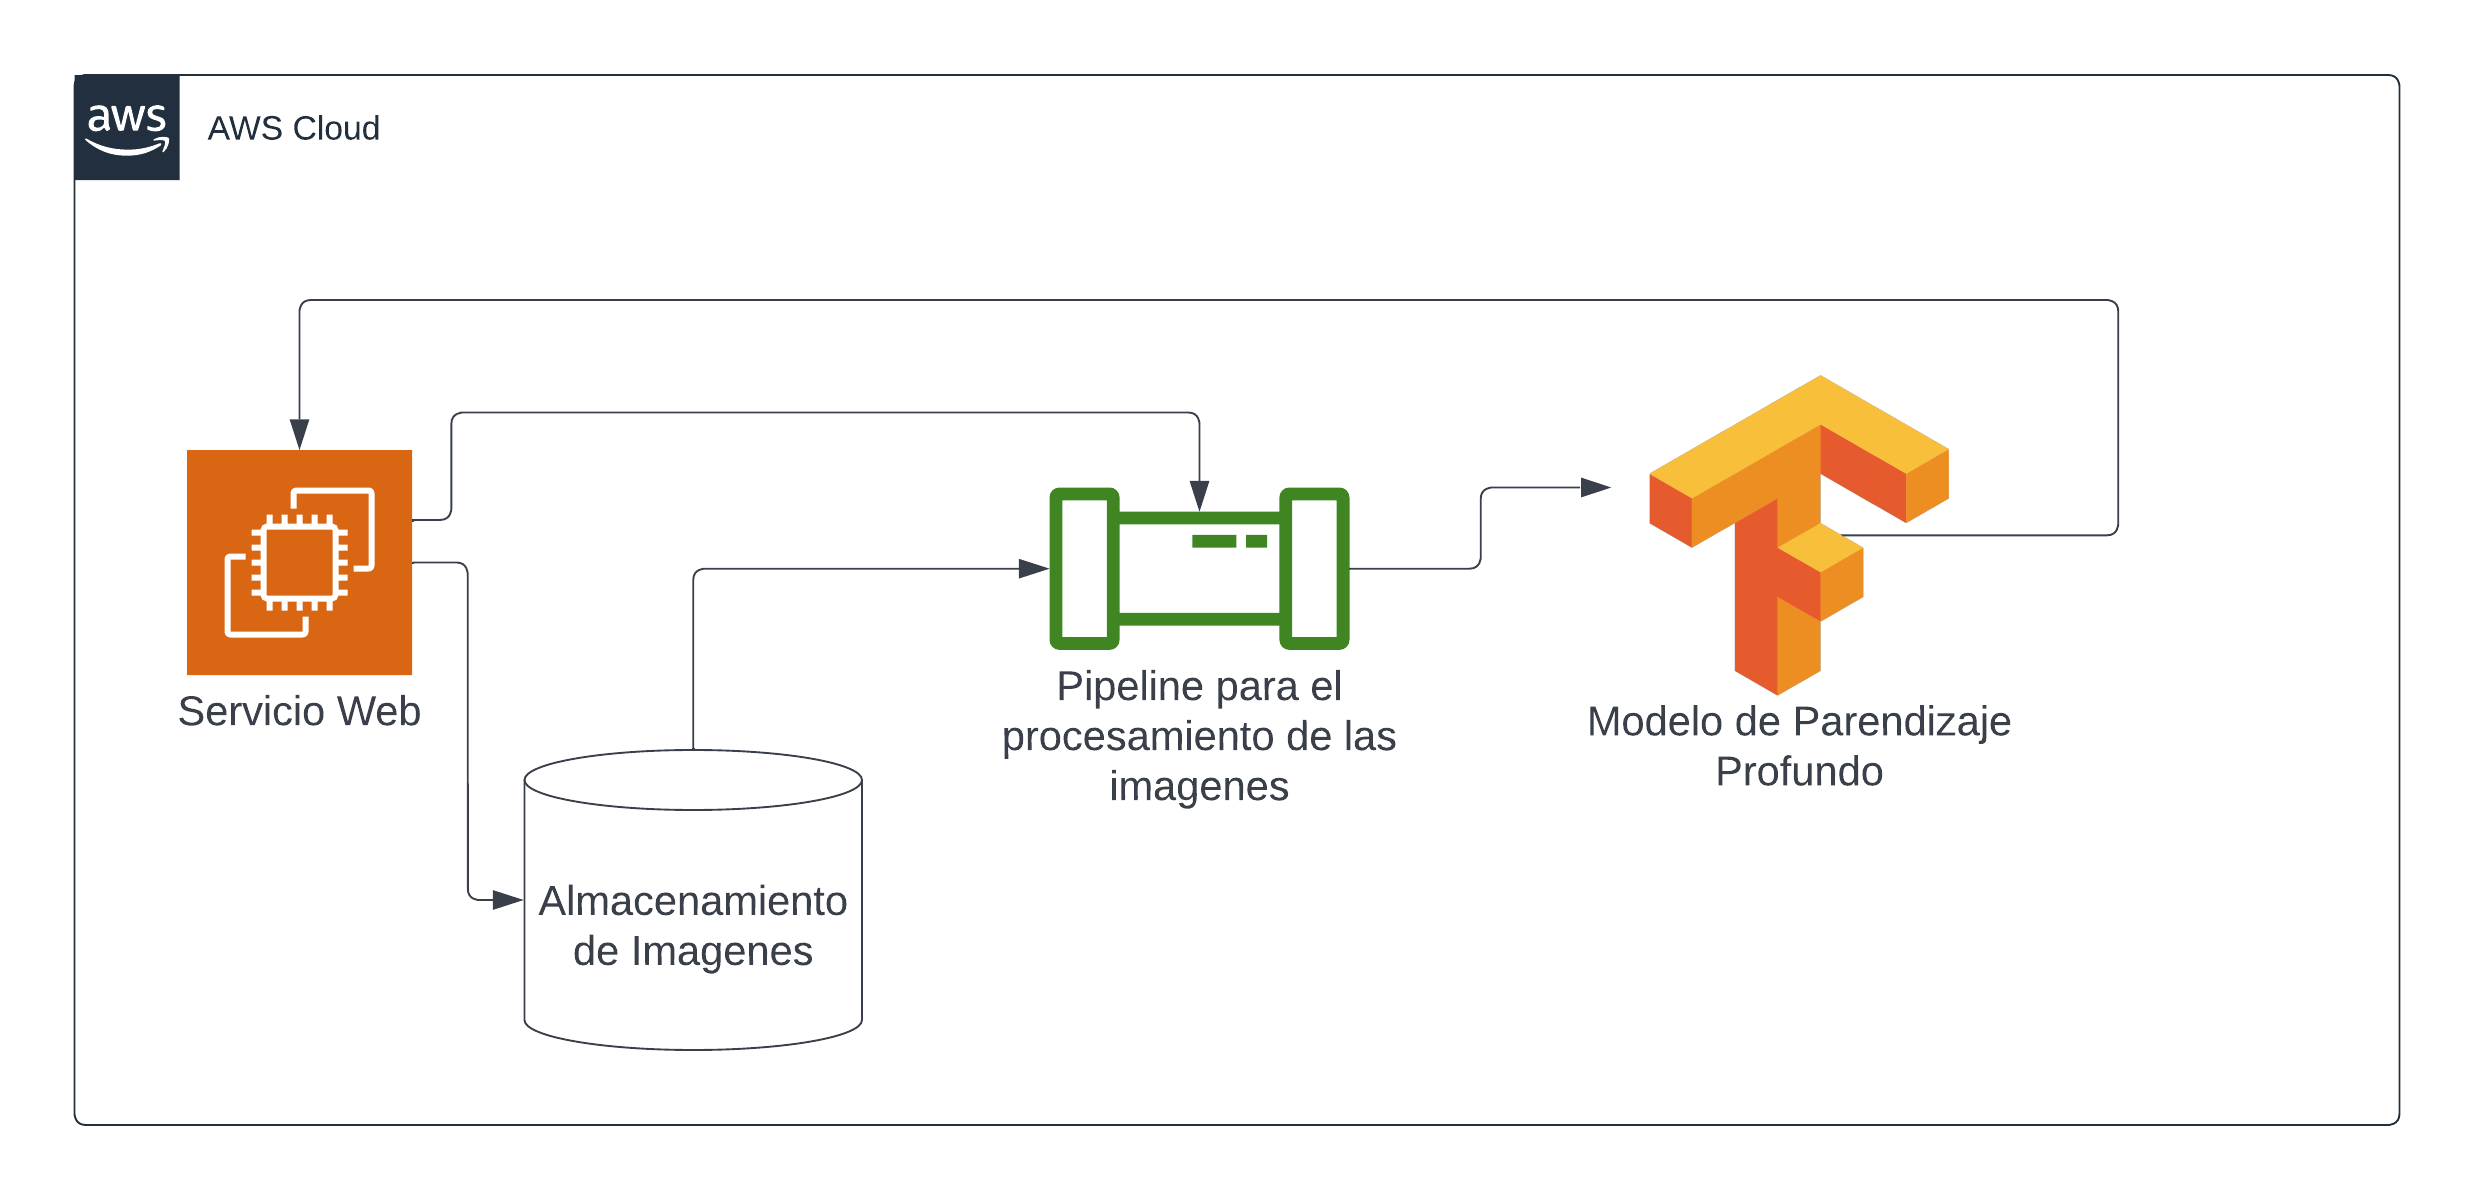 aws
AWS Cloud
Servicio Web
Pipeline para el
procesamiento de las
imagenes
Modelo de Parendizaje
Profundo
Almacenamiento
de Imagenes